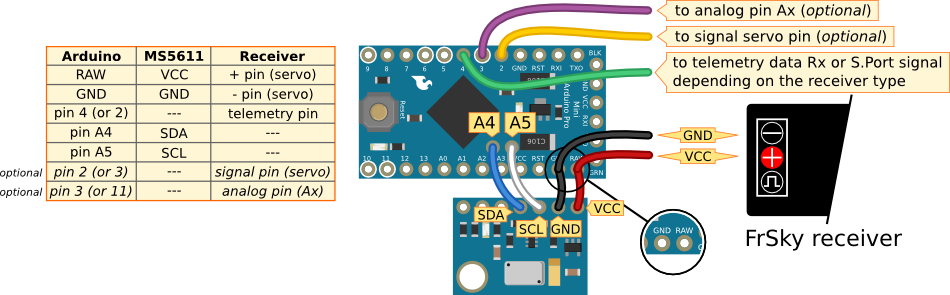 Arduino MS5611 Receiver
RAW VCC + pin (servo)
GND GND - pin (servo)
pin 4 (or 2) --- telemetry pin
pin A4 SDA ---
pin A5 SCL ---
optional pin 2 (or 3) --- signal pin (servo)
optional pin 3 (or 11) --- analog pin (Ax)
to analog pin Ax (optional)
to signal servo pin (optional)
to telemetry data Rx or S.Port signal
depending on the receiver type
BLK
9 8 7 6 5 4 3 2 GND RST RXI TXO
Reset
Arduino Pro
Mini
GND VCC RXI
A4 A5
C106
10 11 12 13 A0 A1 A2 A3 VCC RST GND RAW
GRN
GND
VCC
SDA
SCL
GND
VCC
GND RAW
FrSky receiver